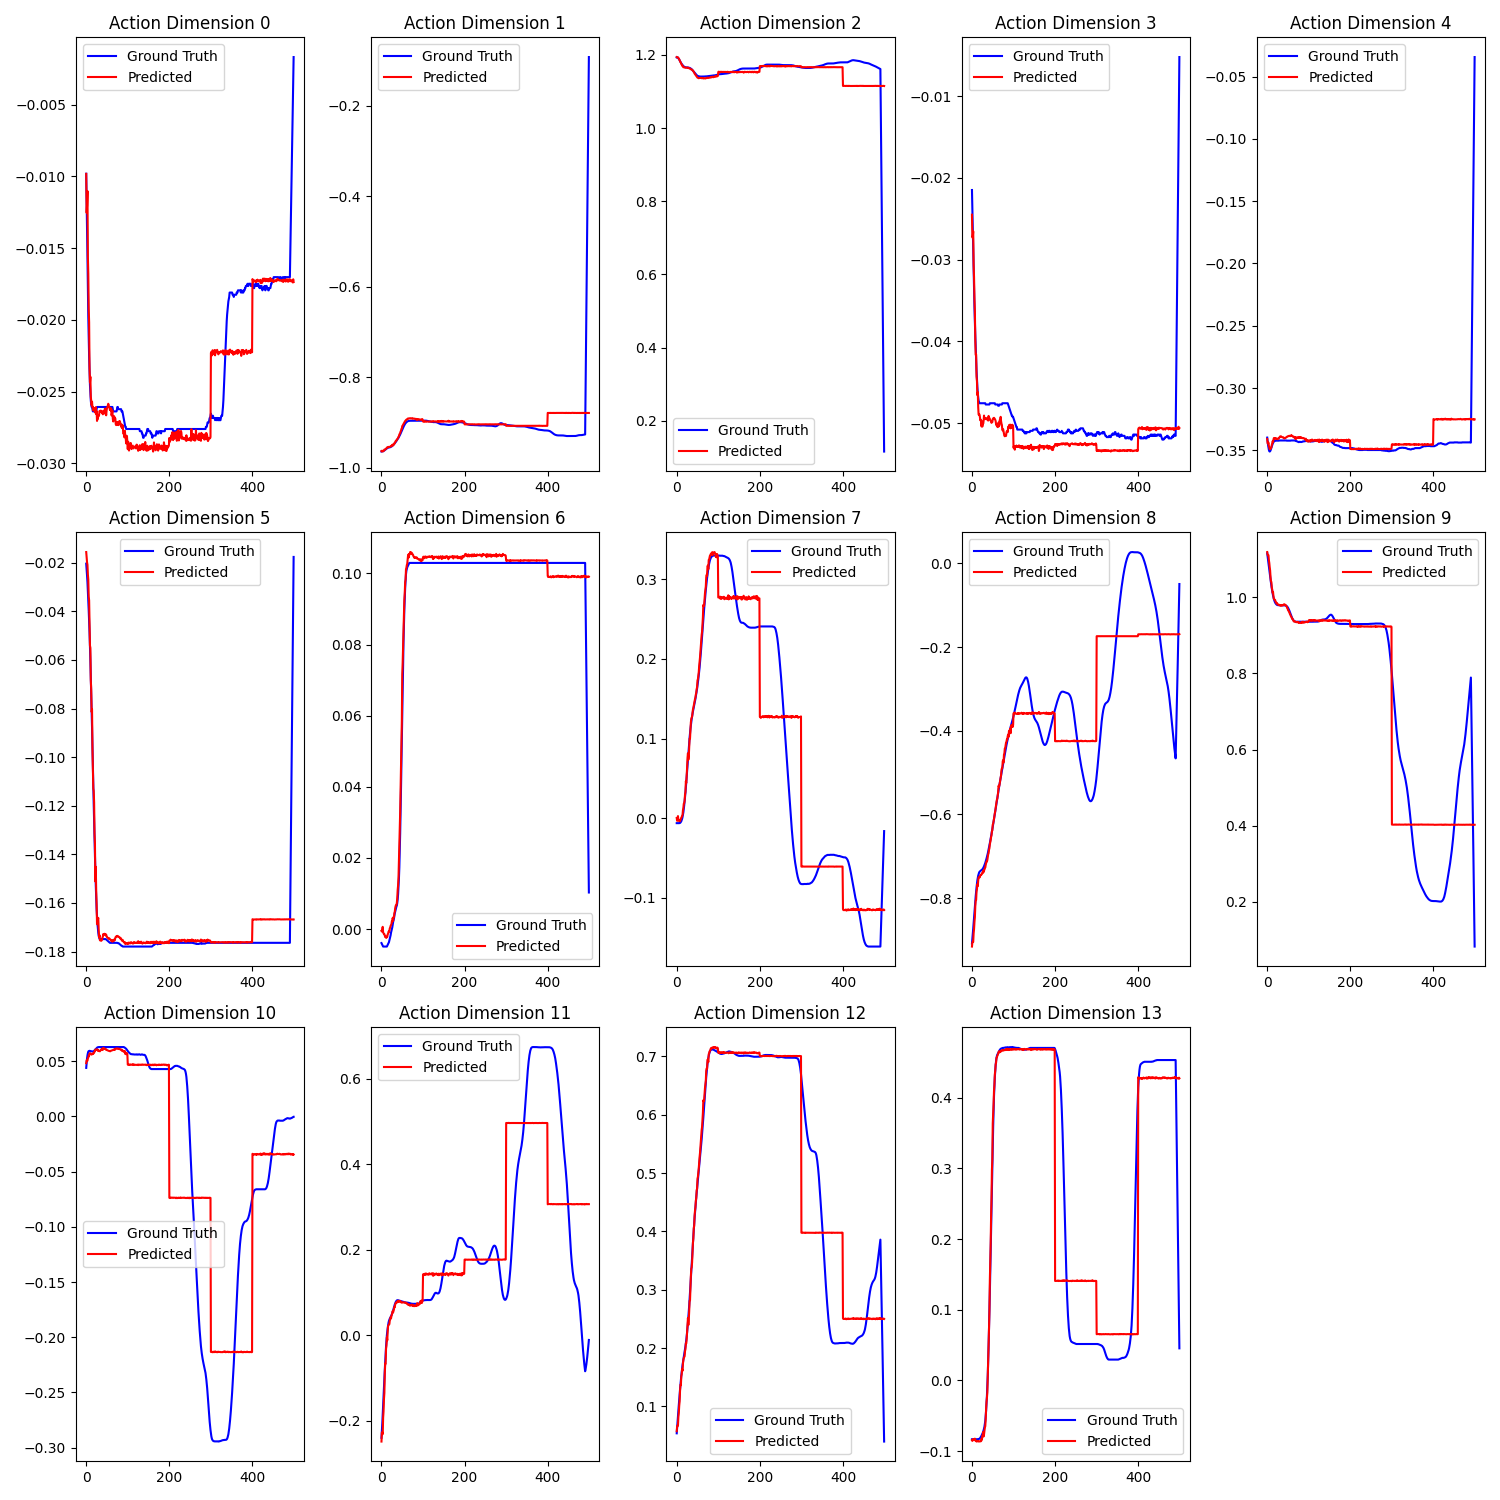 Action Dimension 0
Ground Truth
Predicted
−0.005
−0.010
−0.015
−0.020
−0.025
−0.030
0 200 400
Action Dimension 1
Ground Truth
Predicted
−0.2
−0.4
−0.6
−0.8
−1.0
0 200 400
Action Dimension 2
1.2
1.0
0.8
0.6
0.4
0.2
Ground Truth
Predicted
0 200 400
Action Dimension 3
Ground Truth
Predicted
−0.01
−0.02
−0.03
−0.04
−0.05
0 200 400
Action Dimension 4
Ground Truth
Predicted
−0.05
−0.10
−0.15
−0.20
−0.25
−0.30
−0.35
0 200 400
Action Dimension 5
Ground Truth
Predicted
−0.02
−0.04
−0.06
−0.08
−0.10
−0.12
−0.14
−0.16
−0.18
0 200 400
Action Dimension 6
0.10
0.08
0.06
0.04
0.02
0.00
Ground Truth
Predicted
0 200 400
Action Dimension 7
Ground Truth
Predicted
0.3
0.2
0.1
0.0
−0.1
0 200 400
Action Dimension 8
Ground Truth
Predicted
0.0
−0.2
−0.4
−0.6
−0.8
0 200 400
Action Dimension 9
Ground Truth
Predicted
1.0
0.8
0.6
0.4
0.2
0 200 400
Action Dimension 10
0.05
0.00
−0.05
−0.10
Ground Truth
Predicted
−0.15
−0.20
−0.25
−0.30
0 200 400
Action Dimension 11
Ground Truth
Predicted
0.6
0.4
0.2
0.0
−0.2
0 200 400
Action Dimension 12
0.7
0.6
0.5
0.4
0.3
0.2
0.1
Ground Truth
Predicted
0 200 400
Action Dimension 13
0.4
0.3
0.2
0.1
0.0
−0.1
Ground Truth
Predicted
0 200 400